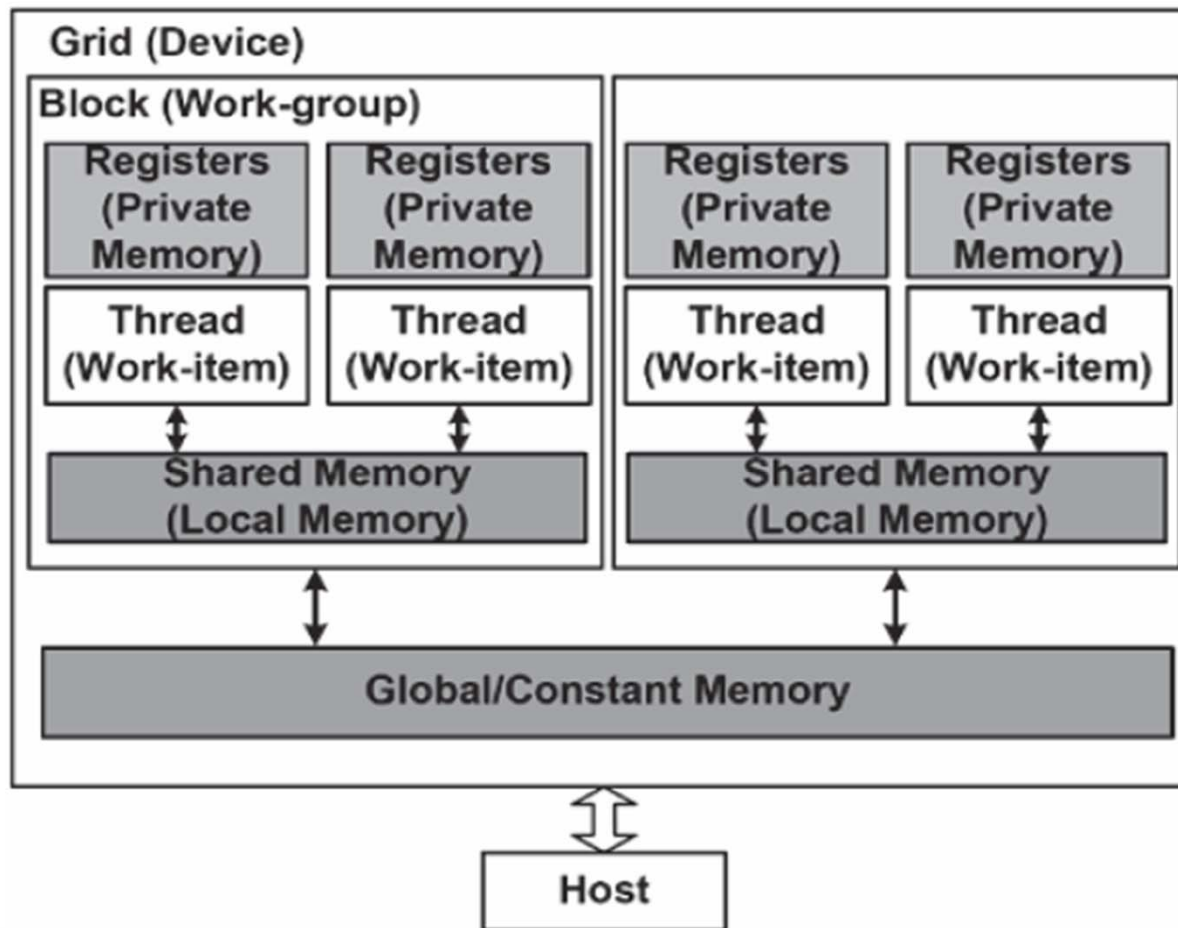 Grid (Device)
Block (Work-group)
Registers
(Private
Memory)
Registers
(Private
Memory)
Registers
(Private
Memory)
Registers
(Private
Memory)
Thread
(Work-item)
Thread
(Work-item)
Thread
(Work-item)
Thread
(Work-item)
Shared Memory
(Local Memory)
Shared Memory
(Local Memory)
Global/Constant Memory
Host